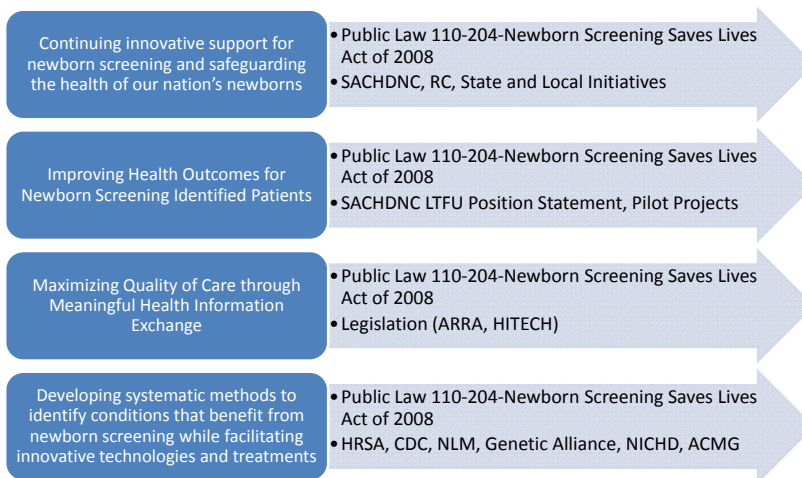 Continuing innovative support for
newborn screening and safeguarding
the health of our nation’s newborns
•Public Law 110-204-Newborn Screening Saves Lives
Act of 2008
•SACHDNC, RC, State and Local Initiatives
Improving Health Outcomes for
Newborn Screening Identified Patients
•Public Law 110-204-Newborn Screening Saves Lives
Act of 2008
•SACHDNC LTFU Position Statement, Pilot Projects
Maximizing Quality of Care through
Meaningful Health Information
Exchange
•Public Law 110-204-Newborn Screening Saves Lives
Act of 2008
•Legislation (ARRA, HITECH)
Developing systematic methods to
identify conditions that benefit from
newborn screening while facilitating
innovative technologies and treatments
•Public Law 110-204-Newborn Screening Saves Lives
Act of 2008
•HRSA, CDC, NLM, Genetic Alliance, NICHD, ACMG